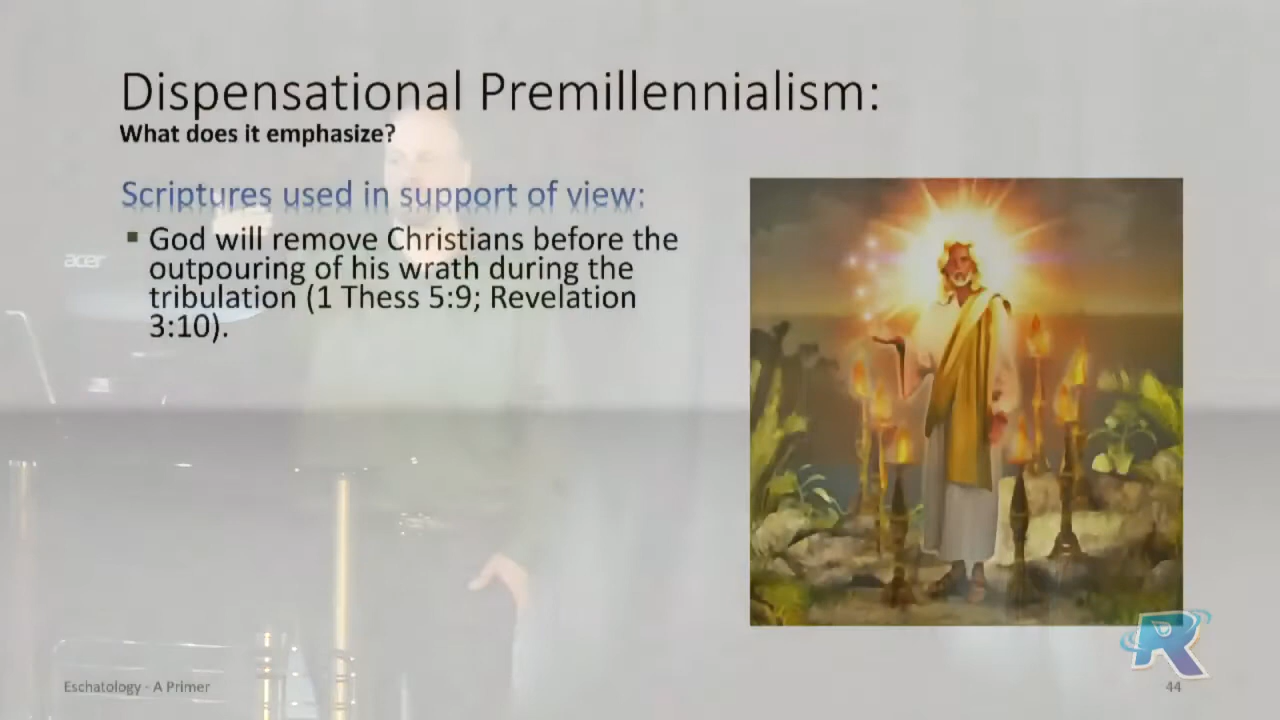 Dispensational Premillennialism:
What does it emphasize?
Scriptures used in support of view:
▪ God will remove Christians before the
outpouring of his wrath during the
tribulation (1 Thess 5:9; Revelation
3:10).
acer
R
Eschatology - A Primer
44